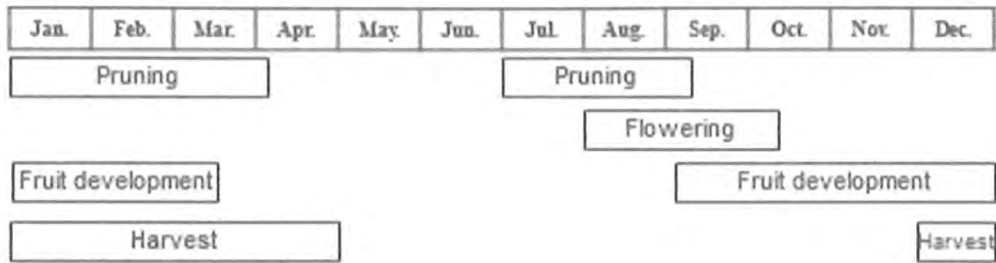 Jan. Feb. Mar. Apr. May. Jun. Jul. Aug. Sep. Oct. Nov. Dec.
Pruning Pruning
Flowering
Fruit development Fruit development
Harvest Harvest